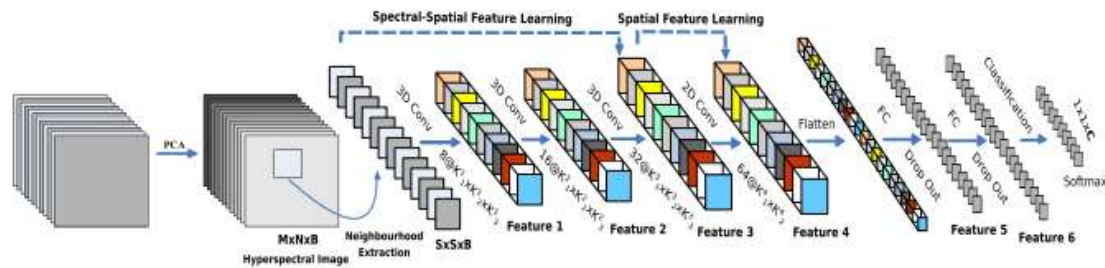 Spectral-Spatial Feature Learning
Spatial Feature Learning
PCA
MxNxB
Hyperspectral Image
Neighbourhood
Extraction
SxSxB
3D Conv
Feature 1
3D Conv
Feature 2
3D Conv
Feature 3
2D Conv
Feature 4
Flatten
FC
Drop Out
Feature 5
FC
Drop Out
Feature 6
Classification
1x1xC
Softmax